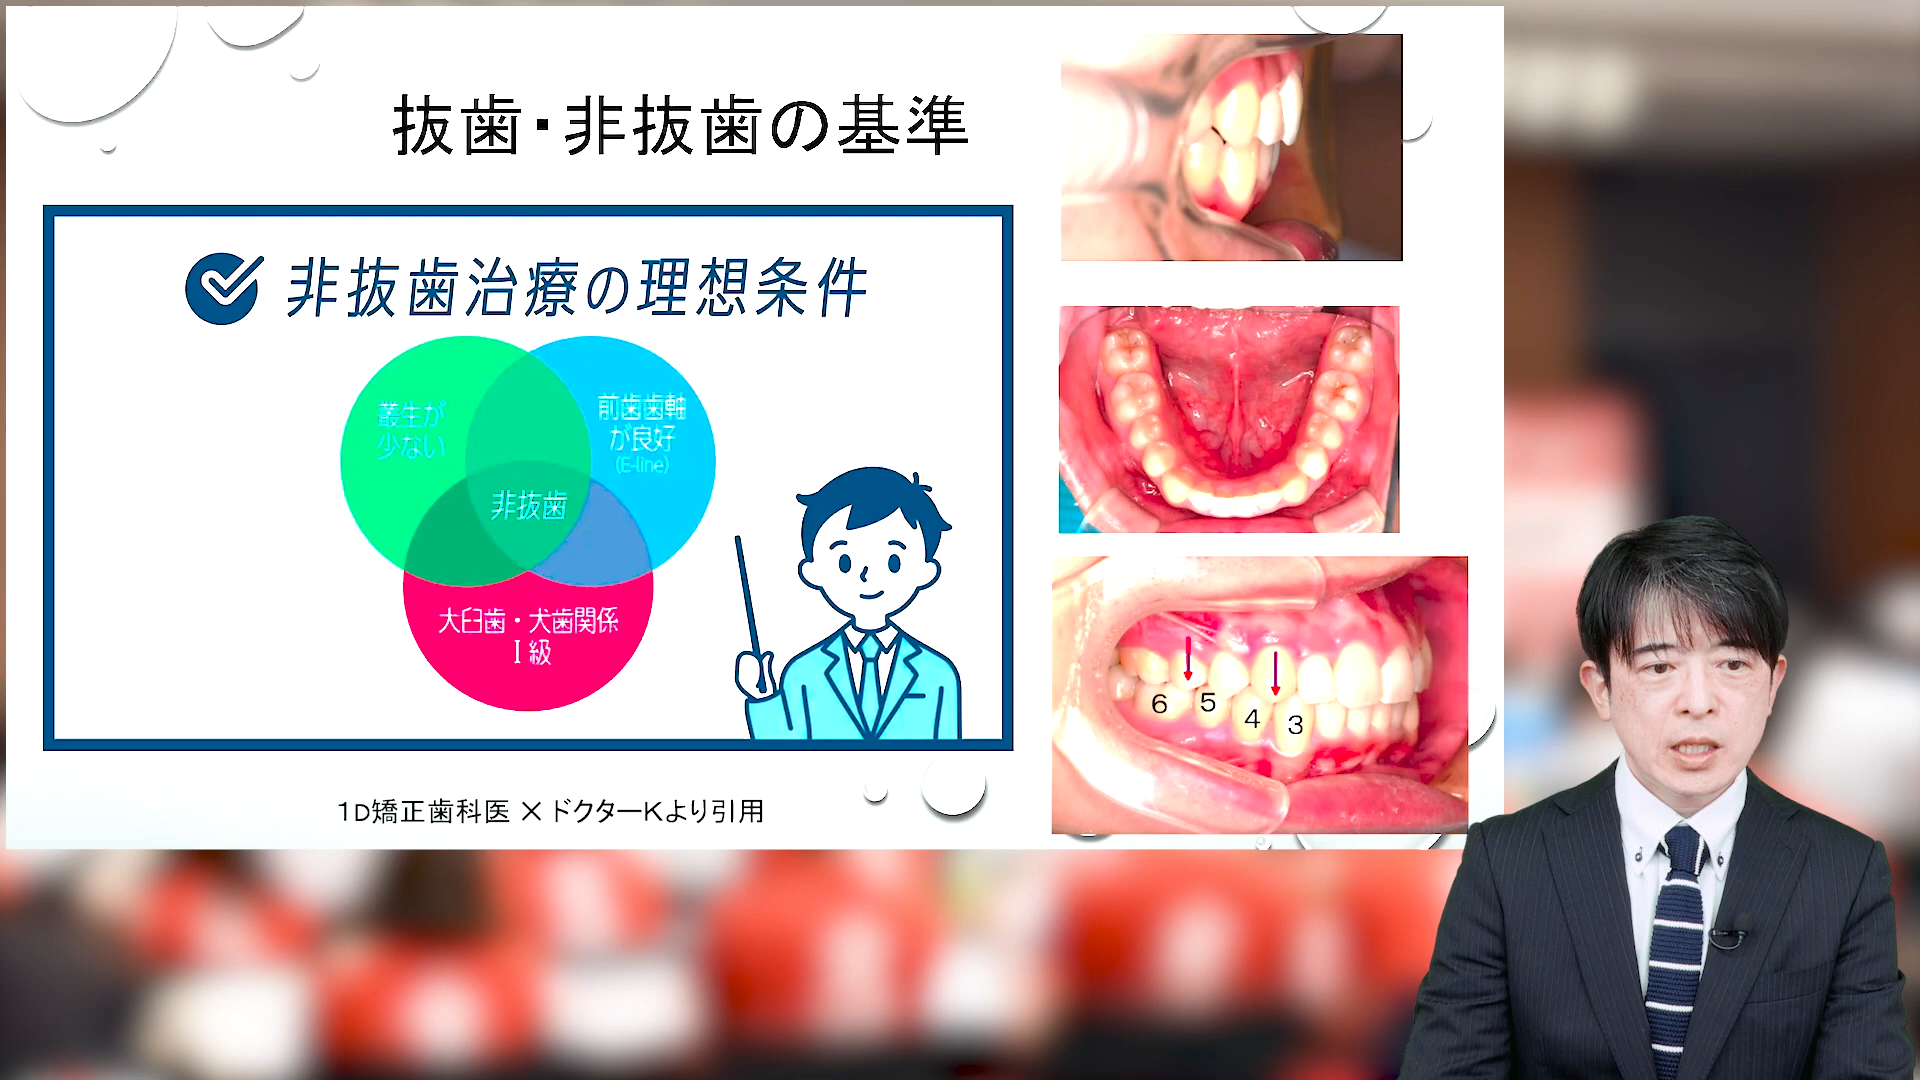 抜歯・非抜歯の基準
非抜歯治療の理想条件
叢生が
少ない
前歯歯軸
が良好
(E-line)
非抜歯
大臼歯・犬歯関係
Ⅰ級
6
5
4
3
1D矯正歯科医 × ドクターKより引用